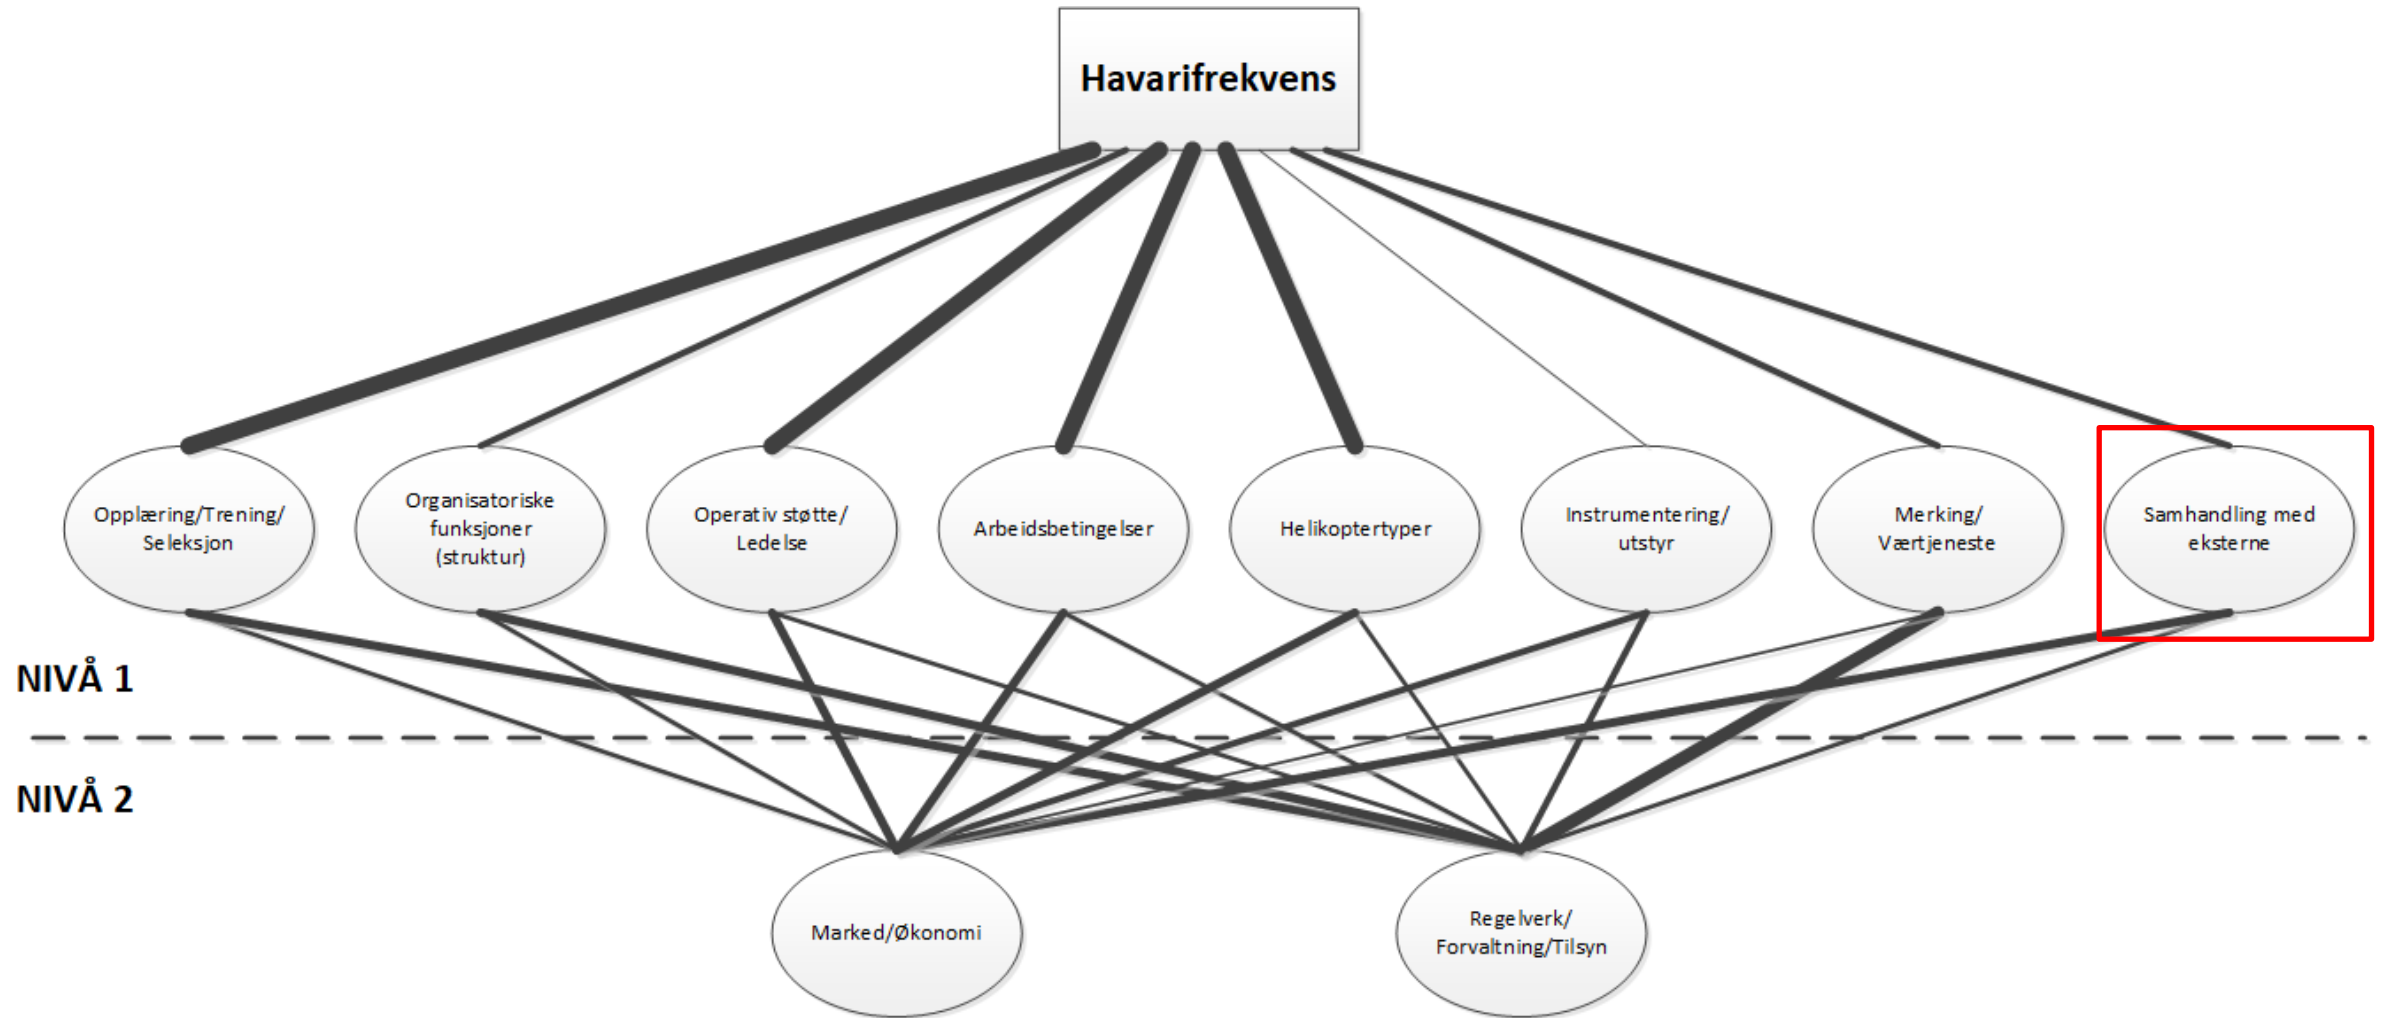 Havarifrekvens
Opplæring/Trening/
Seleksjon
Organisatoriske
funksjoner
(struktur)
Operativ støtte/
Ledelse
Arbeidsbetingelser
Helikoptertyper
Instrumentering/
utstyr
Merking/
Værtjeneste
Samhandling med
eksterne
NIVÅ 1
NIVÅ 2
Marked/Økonomi
Regelverk/
Forvaltning/Tilsyn